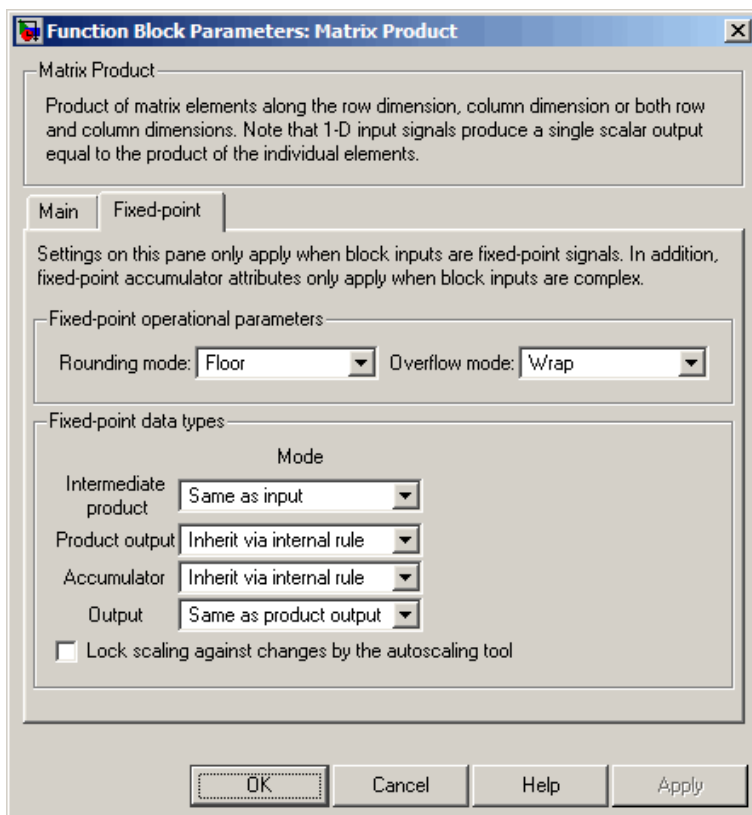 Function Block Parameters: Matrix Product
Matrix Product
Product of matrix elements along the row dimension, column dimension or both row
and column dimensions. Note that 1-D input signals produce a single scalar output
equal to the product of the individual elements.
Main Fixed-point
Settings on this pane only apply when block inputs are fixed-point signals. In addition,
fixed-point accumulator attributes only apply when block inputs are complex.
Fixed-point operational parameters
Rounding mode: Floor Overflow mode: Wrap
Fixed-point data types
Mode
Intermediate
product Same as input
Product output Inherit via internal rule
Accumulator Inherit via internal rule
Output Same as product output
Lock scaling against changes by the autoscaling tool
OK Cancel Help Apply